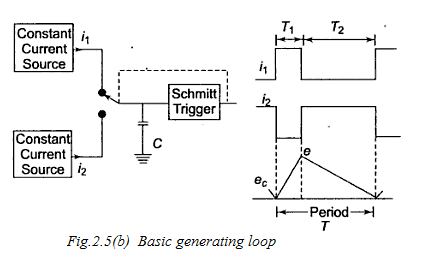 Constant
Current
Source
i1
Constant
Current
Source
i2
Schmitt
Trigger
C
T1
T2
i1
i2
ec
e
Period
T
Fig.2.5(b) Basic generating loop